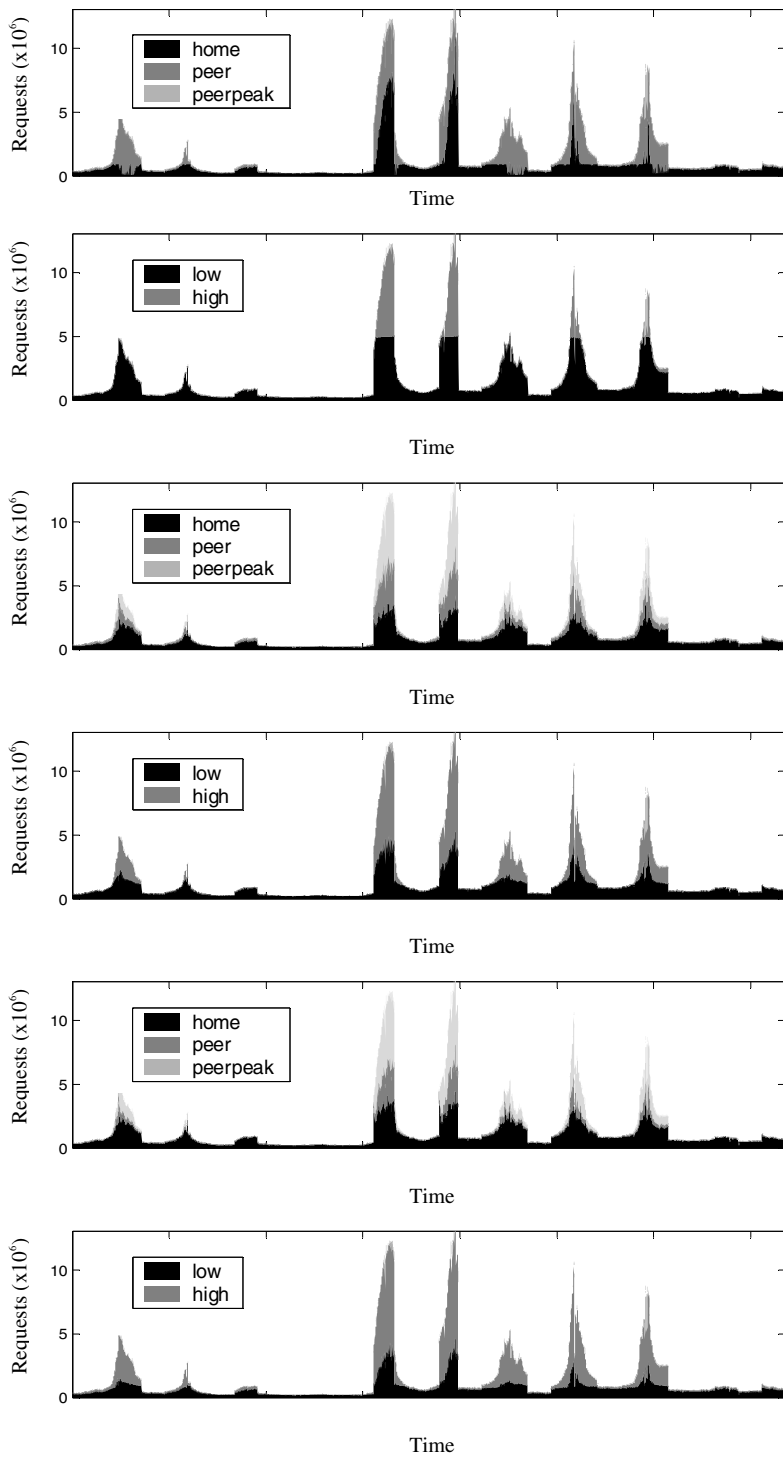 Requests (x10⁶)
10
5
0
home
peer
peerpeak
Time
Requests (x10⁶)
10
5
0
low
high
Time
Requests (x10⁶)
10
5
0
home
peer
peerpeak
Time
Requests (x10⁶)
10
5
0
low
high
Time
Requests (x10⁶)
10
5
0
home
peer
peerpeak
Time
Requests (x10⁶)
10
5
0
low
high
Time